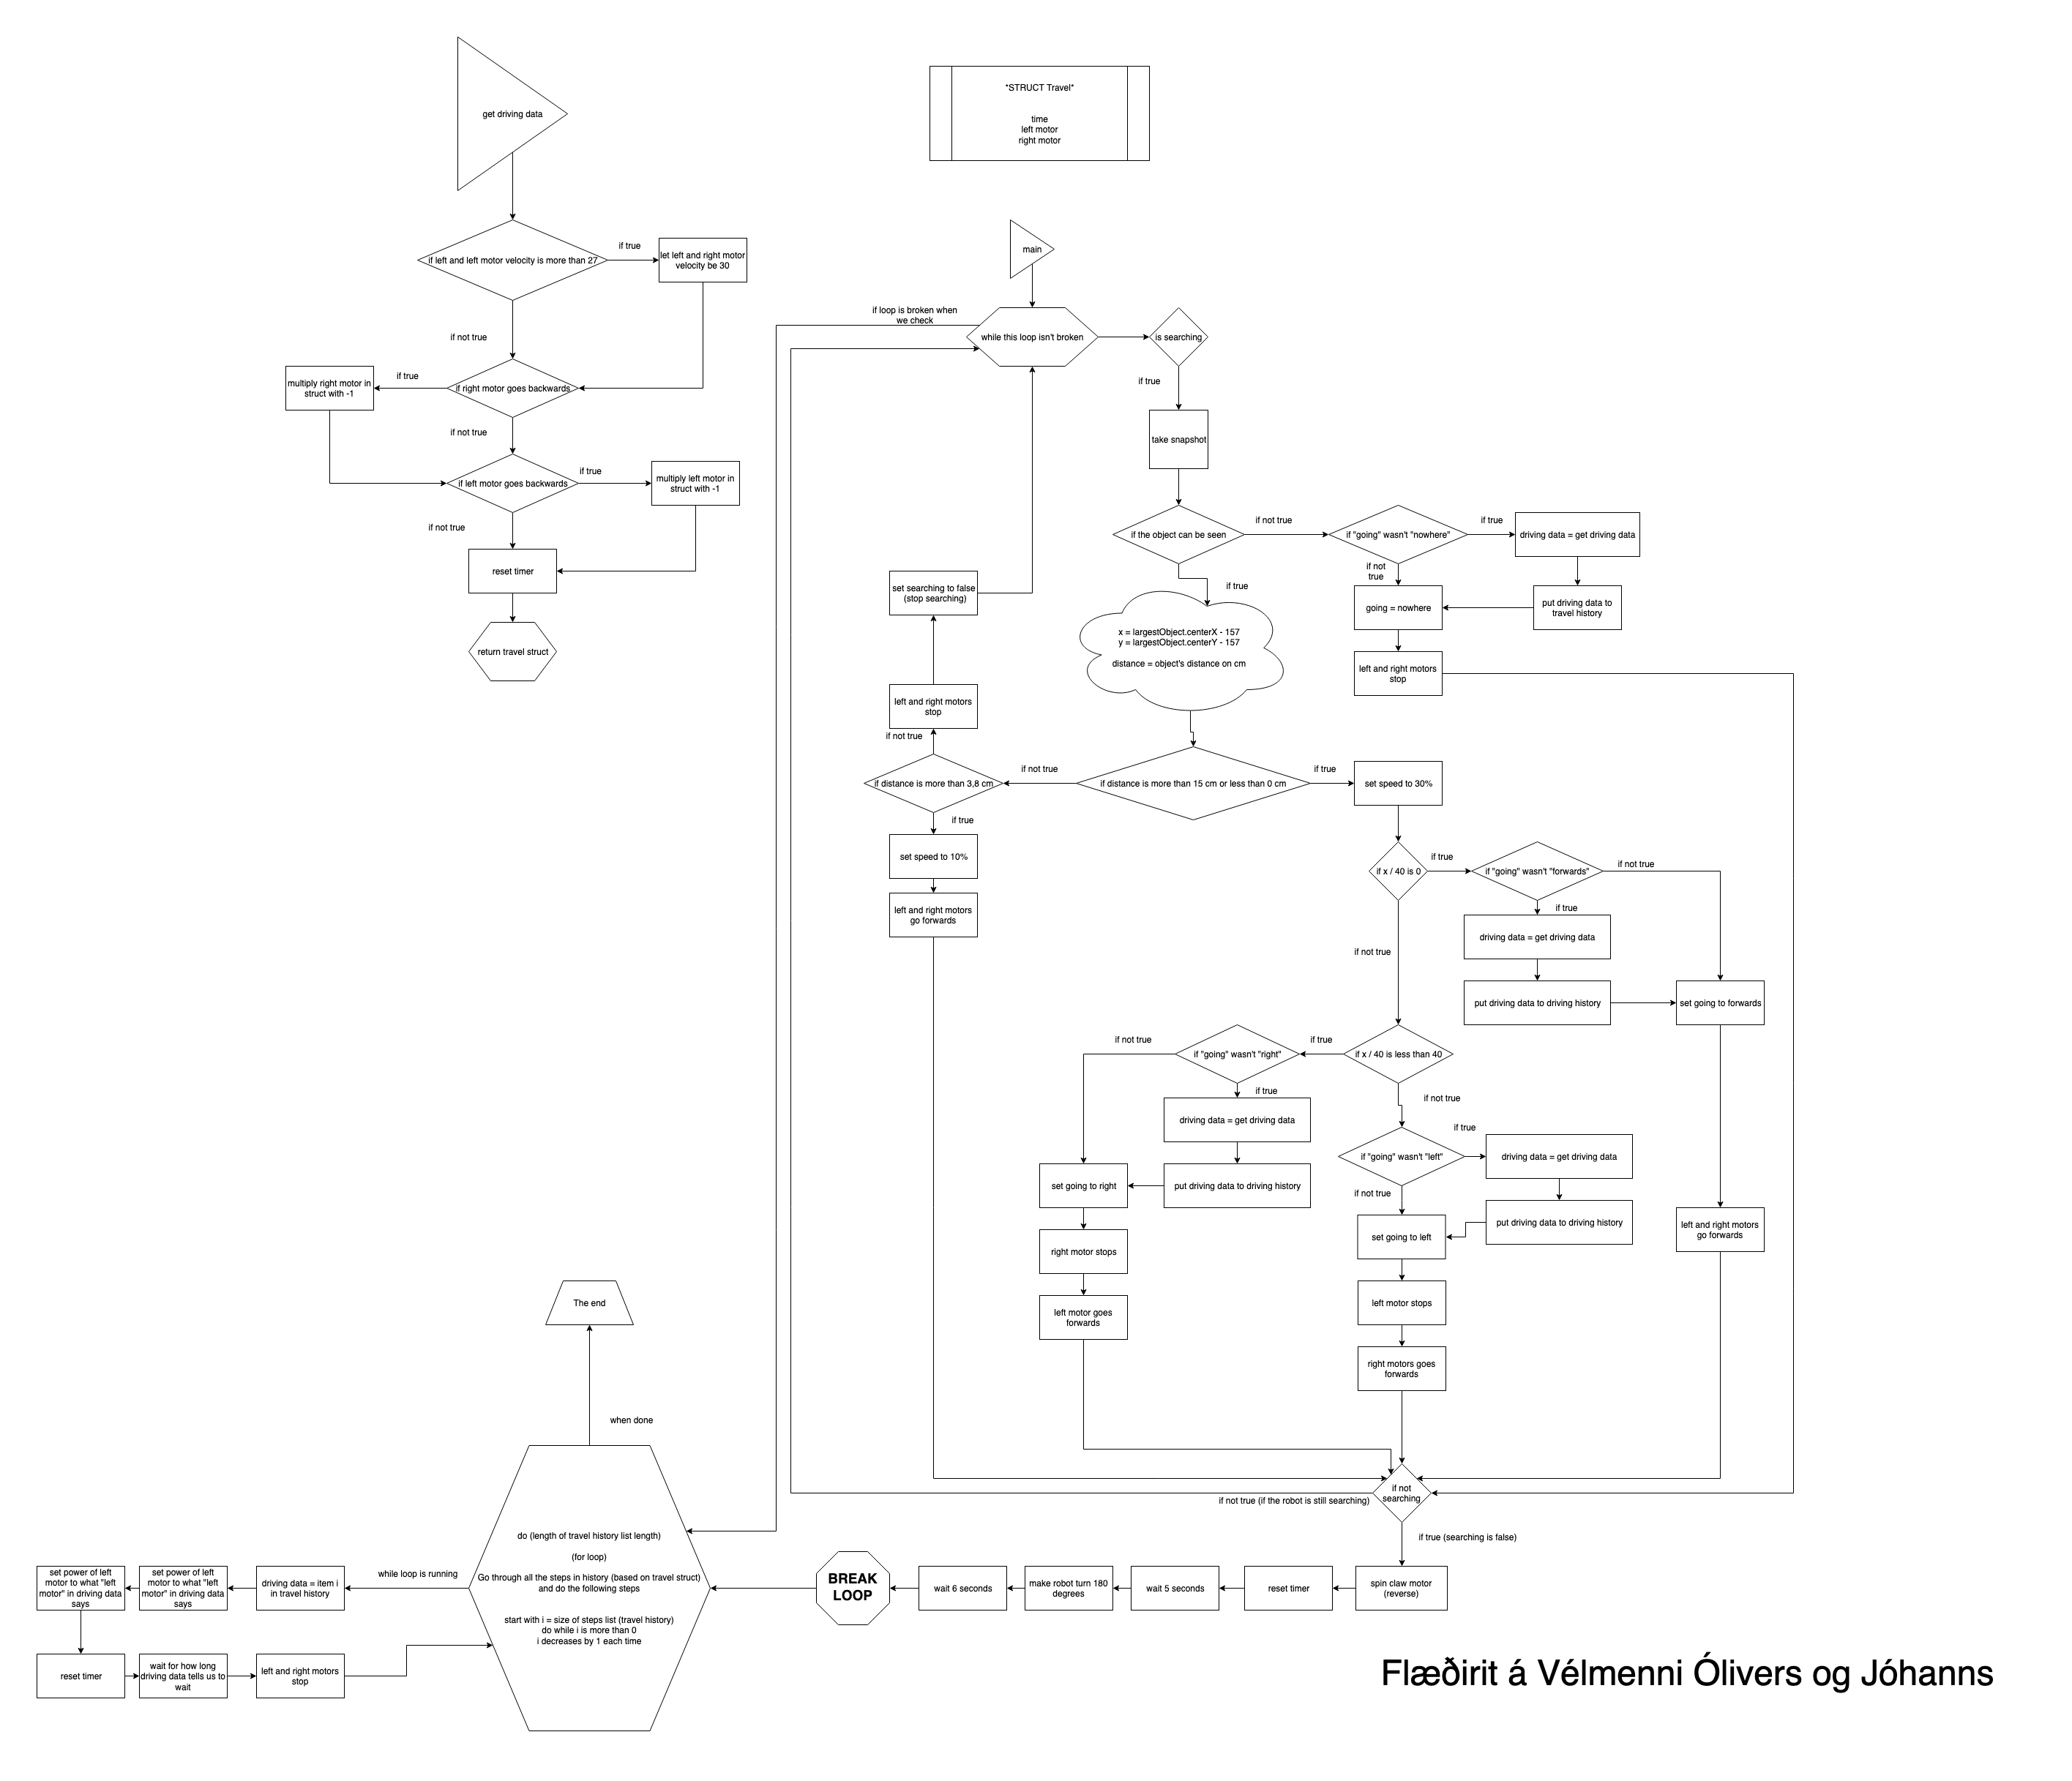 get driving data
if left and left motor velocity is more than 27
if true
let left and right motor
velocity be 30
if not true
if right motor goes backwards
if true
multiply right motor in
struct with -1
if not true
if left motor goes backwards
if true
multiply left motor in
struct with -1
if not true
reset timer
return travel struct
*STRUCT Travel*
time
left motor
right motor
main
if loop is broken when
we check
while this loop isn't broken
is searching
if true
take snapshot
if the object can be seen
if not true
if "going" wasn't "nowhere"
if true
driving data = get driving data
put driving data to
travel history
if not
true
going = nowhere
left and right motors
stop
if true
x = largestObject.centerX - 157
y = largestObject.centerY - 157
distance = object's distance on cm
set searching to false
(stop searching)
left and right motors
stop
if not true
if distance is more than 3,8 cm
if not true
if distance is more than 15 cm or less than 0 cm
if true
set speed to 30%
if true
set speed to 10%
left and right motors
go forwards
if x / 40 is 0
if true
if "going" wasn't "forwards"
if not true
if true
driving data = get driving data
put driving data to driving history
set going to forwards
left and right motors
go forwards
if not true
if x / 40 is less than 40
if true
if "going" wasn't "right"
if not true
if true
driving data = get driving data
put driving data to driving history
set going to right
right motor stops
left motor goes
forwards
if not true
if "going" wasn't "left"
if true
driving data = get driving data
put driving data to driving history
if not true
set going to left
left motor stops
right motors goes
forwards
if not
searching
if not true (if the robot is still searching)
if true (searching is false)
spin claw motor
(reverse)
reset timer
wait 5 seconds
make robot turn 180
degrees
wait 6 seconds
BREAK
LOOP
do (length of travel history list length)
(for loop)
Go through all the steps in history (based on travel struct)
and do the following steps
start with i = size of steps list (travel history)
do while i is more than 0
i decreases by 1 each time
when done
The end
while loop is running
driving data = item i
in travel history
set power of left
motor to what "left
motor" in driving data
says
set power of left
motor to what "left
motor" in driving data
says
reset timer
wait for how long
driving data tells us to
wait
left and right motors
stop
Flæðirit á Vélmenni Ólivers og Jóhanns